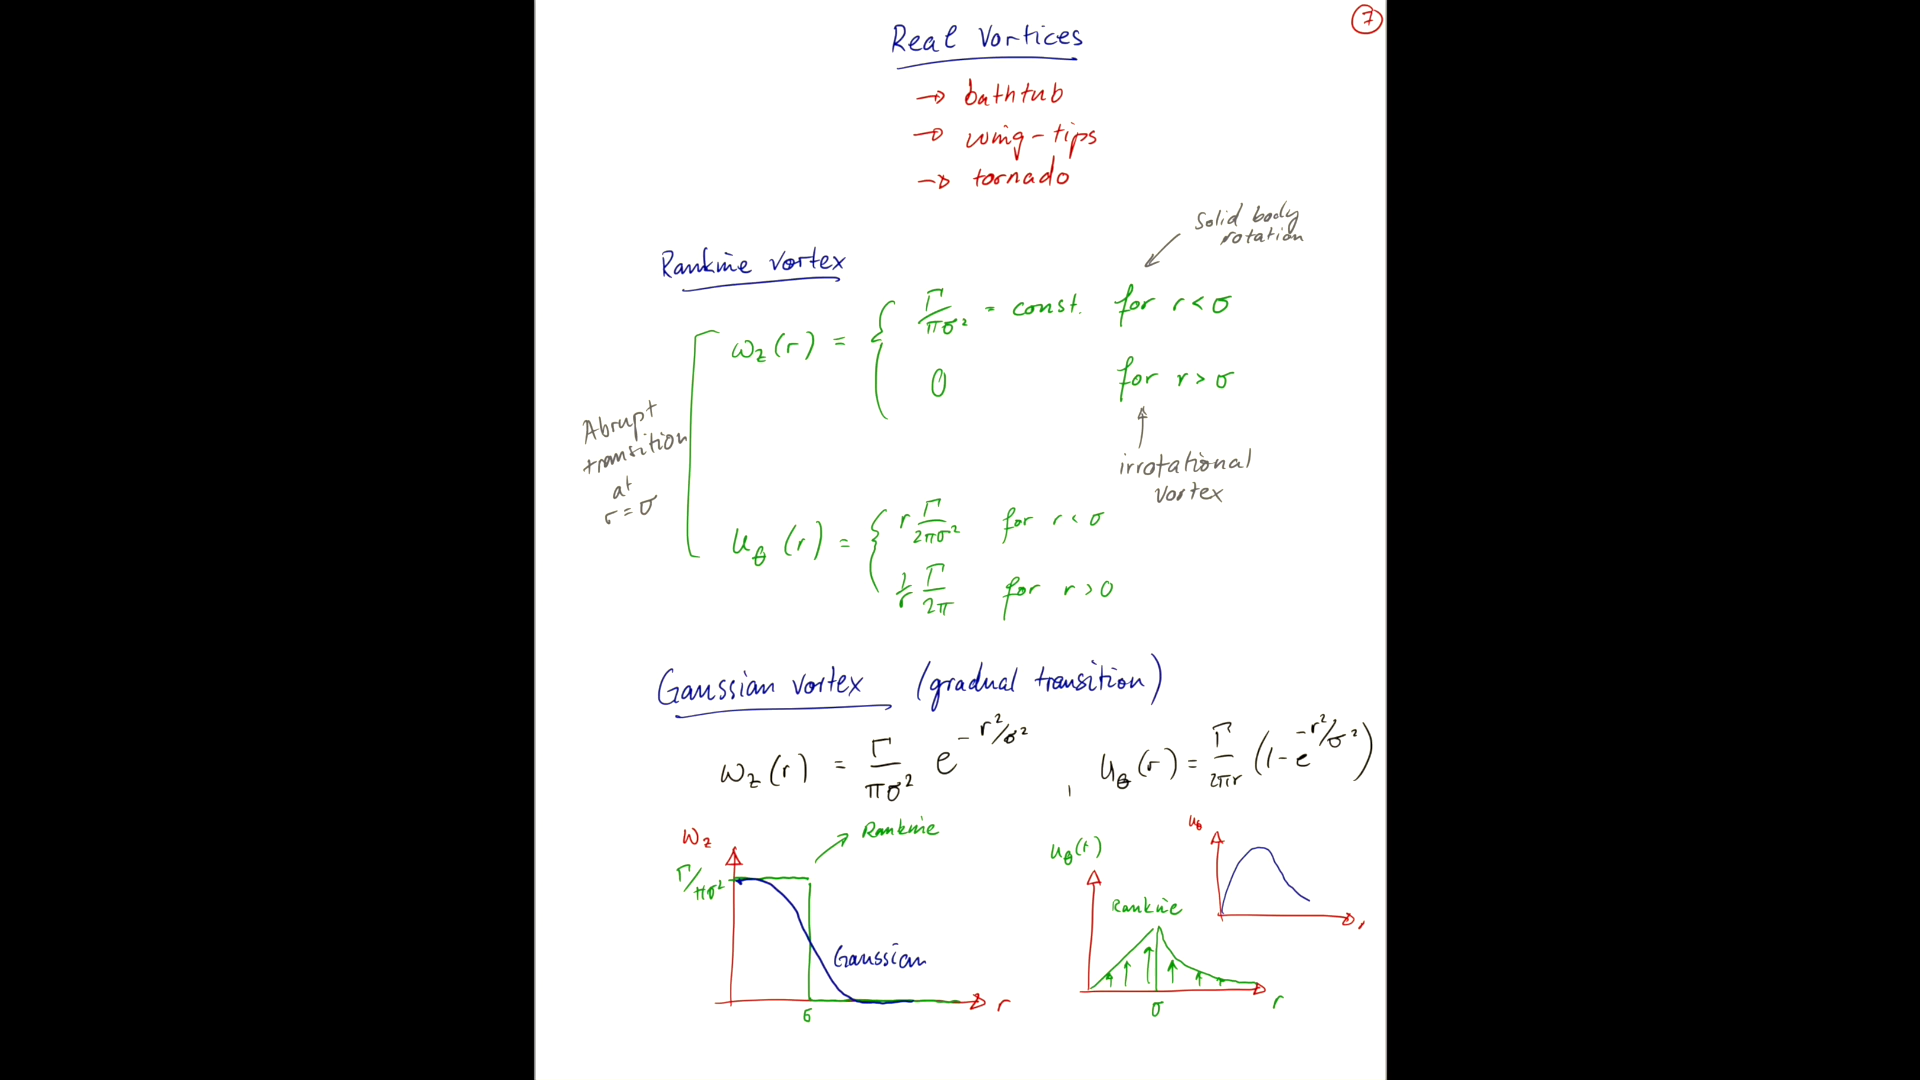 7
Real Vortices
→ bathtub
→ wing-tips
→ tornado
Solid body
rotation
Rankine vortex
ω_z(r) = { Γ/πσ² = const. for r < σ
0 for r > σ
Abrupt
transition
at
r = σ
irrotational
vortex
u_θ(r) = { r Γ/2πσ² for r < σ
1/r Γ/2π for r > 0
Gaussian vortex (gradual transition)
ω_z(r) = Γ/πσ² e^{-r²/σ²} , u_θ(r) = Γ/2πr (1 - e^{-r²/σ²})
ω_z
Γ/πσ²
Rankine
Gaussian
σ
r
u_θ(r)
Rankine
σ
r
u_θ
r